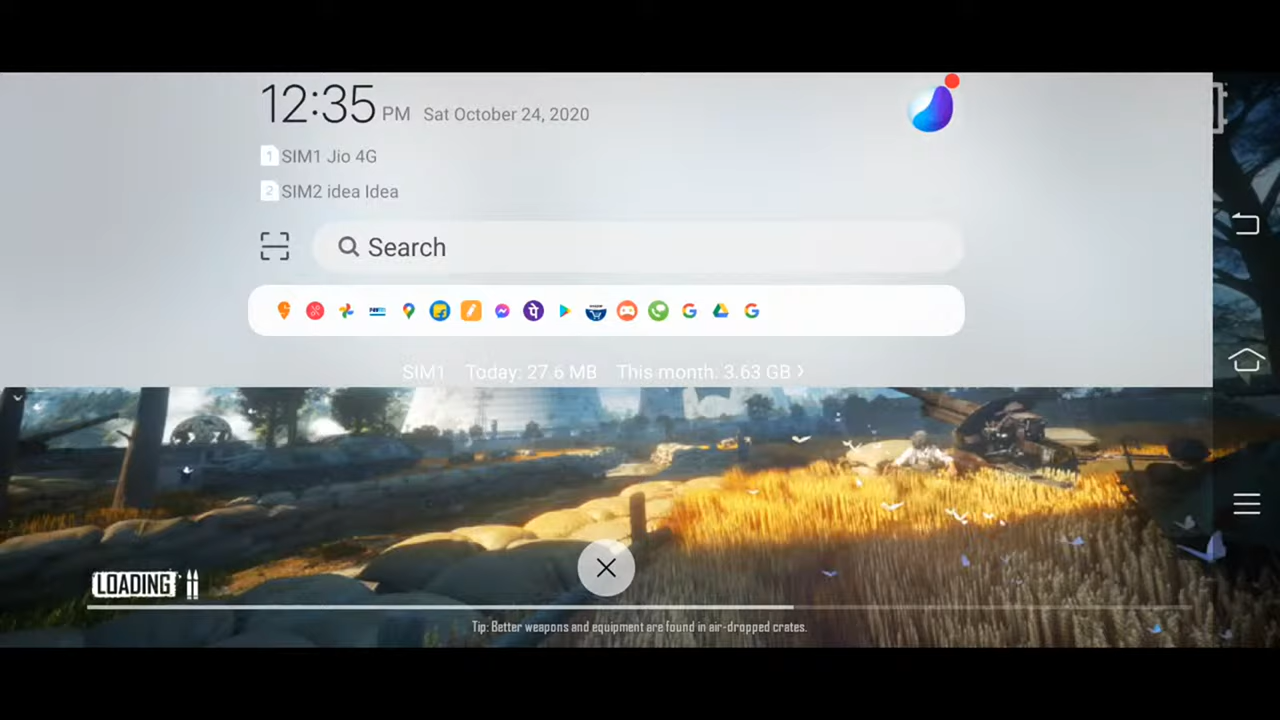 12:35 PM Sat October 24, 2020
1 SIM1 Jio 4G
2 SIM2 idea Idea
Search
SIM1 Today: 27.6 MB This month: 3.63 GB
LOADING
Tip: Better weapons and equipment are found in air-dropped crates.